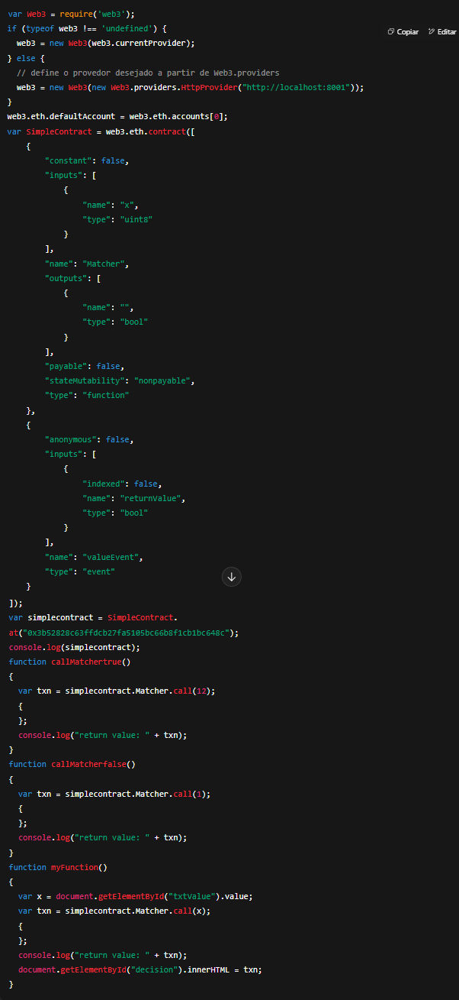 var Web3 = require('web3');
if (typeof web3 !== 'undefined') {
Copiar
Editar
  web3 = new Web3(web3.currentProvider);
} else {
  // define o provedor desejado a partir de Web3.providers
  web3 = new Web3(new Web3.providers.HttpProvider("http://localhost:8001"));
}
web3.eth.defaultAccount = web3.eth.accounts[0];
var SimpleContract = web3.eth.contract([
    {
        "constant": false,
        "inputs": [
            {
                "name": "x",
                "type": "uint8"
            }
        ],
        "name": "Matcher",
        "outputs": [
            {
                "name": "",
                "type": "bool"
            }
        ],
        "payable": false,
        "stateMutability": "nonpayable",
        "type": "function"
    },
    {
        "anonymous": false,
        "inputs": [
            {
                "indexed": false,
                "name": "returnValue",
                "type": "bool"
            }
        ],
        "name": "valueEvent",
        "type": "event"
    }
]);
var simplecontract = SimpleContract.
at("0x3b52828c63ffdcb27fa5105bc66b8f1cb1bc648c");
console.log(simplecontract);
function callMatchertrue()
{
  var txn = simplecontract.Matcher.call(12);
  {
  };
  console.log("return value: " + txn);
}
function callMatcherfalse()
{
  var txn = simplecontract.Matcher.call(1);
  {
  };
  console.log("return value: " + txn);
}
function myFunction()
{
  var x = document.getElementById("txtValue").value;
  var txn = simplecontract.Matcher.call(x);
  {
  };
  console.log("return value: " + txn);
  document.getElementById("decision").innerHTML = txn;
}